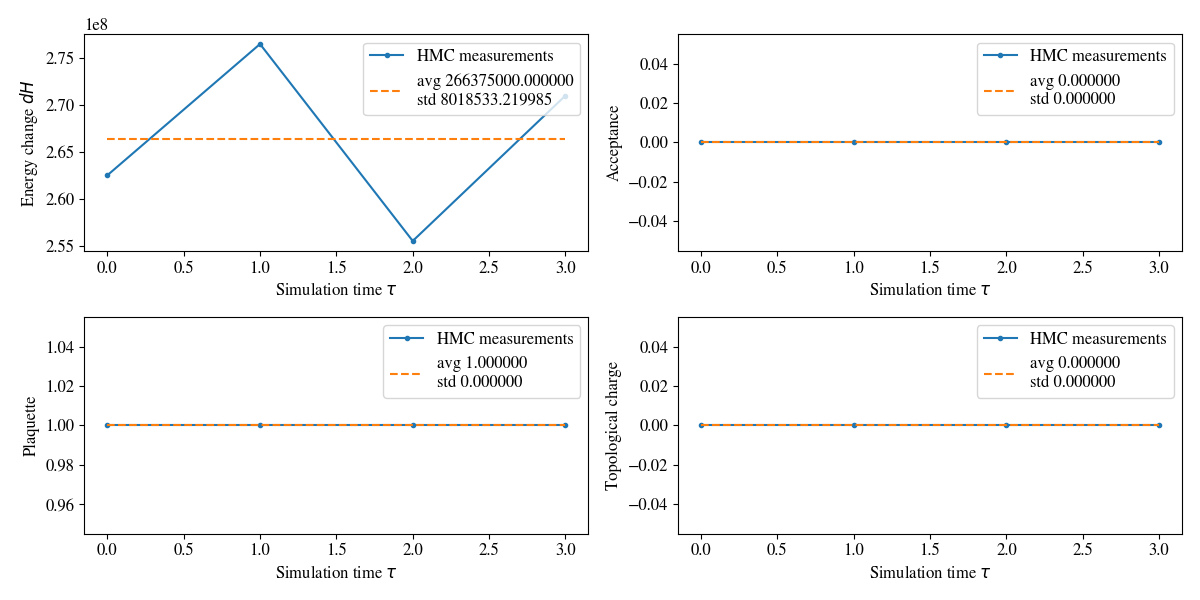 1e8
2.75
2.70
2.65
2.60
2.55
Energy change dH
HMC measurements
avg 266375000.000000
std 8018533.219985
0.0 0.5 1.0 1.5 2.0 2.5 3.0
Simulation time τ
0.04
0.02
0.00
−0.02
−0.04
Acceptance
HMC measurements
avg 0.000000
std 0.000000
0.0 0.5 1.0 1.5 2.0 2.5 3.0
Simulation time τ
1.04
1.02
1.00
0.98
0.96
Plaquette
HMC measurements
avg 1.000000
std 0.000000
0.0 0.5 1.0 1.5 2.0 2.5 3.0
Simulation time τ
0.04
0.02
0.00
−0.02
−0.04
Topological charge
HMC measurements
avg 0.000000
std 0.000000
0.0 0.5 1.0 1.5 2.0 2.5 3.0
Simulation time τ